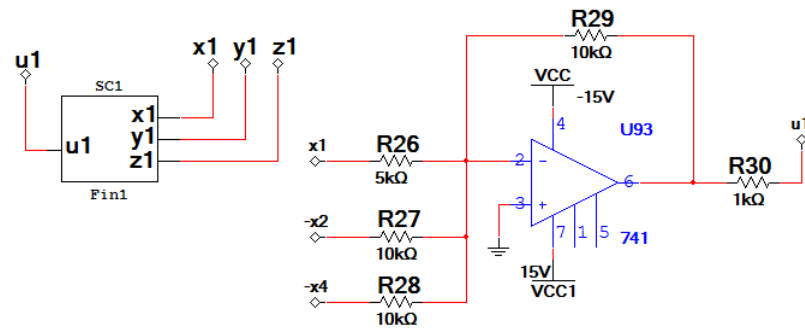 u1
x1
y1
z1
SC1
u1
x1
y1
z1
Fin1
R29
10kΩ
VCC
-15V
4
U93
x1
R26
5kΩ
2
6
3
u1
R30
1kΩ
-x2
R27
10kΩ
7
1
5
741
15V
VCC1
-x4
R28
10kΩ